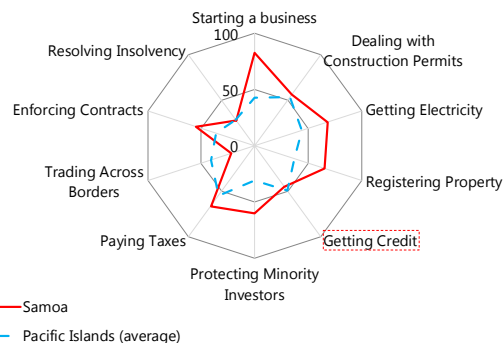 Starting a business
100
Dealing with
Construction Permits
Resolving Insolvency
50
Enforcing Contracts
Getting Electricity
0
Trading Across
Borders
Registering Property
Paying Taxes
Getting Credit
Protecting Minority
Investors
Samoa
Pacific Islands (average)